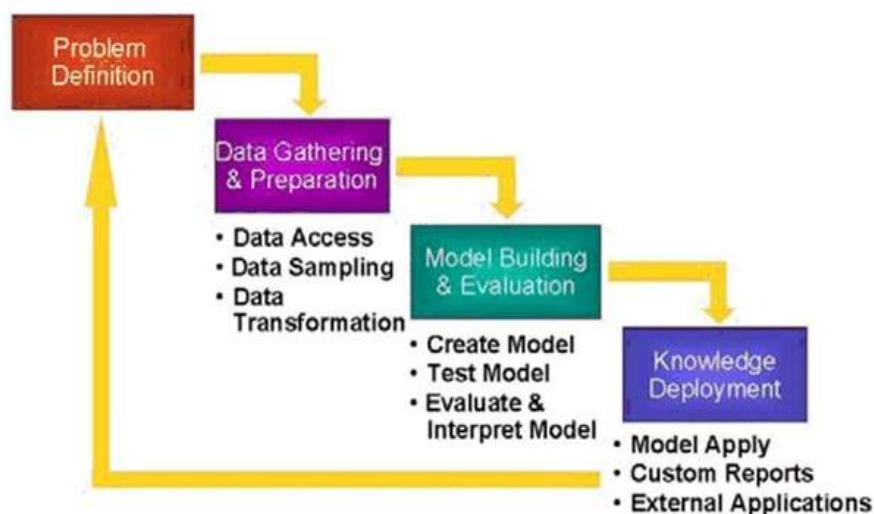 Problem
Definition
Data Gathering
& Preparation
• Data Access
• Data Sampling
• Data
Transformation
Model Building
& Evaluation
• Create Model
• Test Model
• Evaluate &
Interpret Model
Knowledge
Deployment
• Model Apply
• Custom Reports
• External Applications